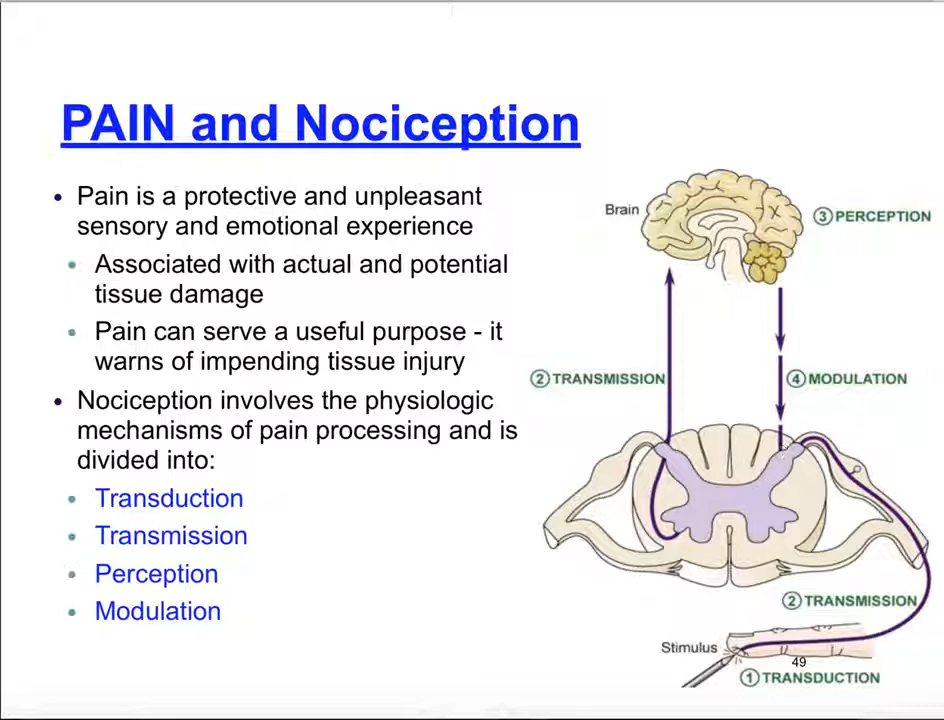 PAIN and Nociception
• Pain is a protective and unpleasant
sensory and emotional experience
• Associated with actual and potential
tissue damage
• Pain can serve a useful purpose - it
warns of impending tissue injury
• Nociception involves the physiologic
mechanisms of pain processing and is
divided into:
• Transduction
• Transmission
• Perception
• Modulation
Brain
③ PERCEPTION
② TRANSMISSION
④ MODULATION
② TRANSMISSION
Stimulus
49
① TRANSDUCTION